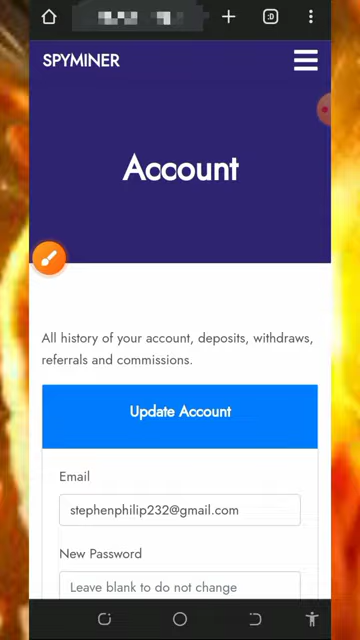 :D
SPYMINER
Account
All history of your account, deposits, withdraws,
referrals and commissions.
Update Account
Email
stephenphilip232@gmail.com
New Password
Leave blank to do not change